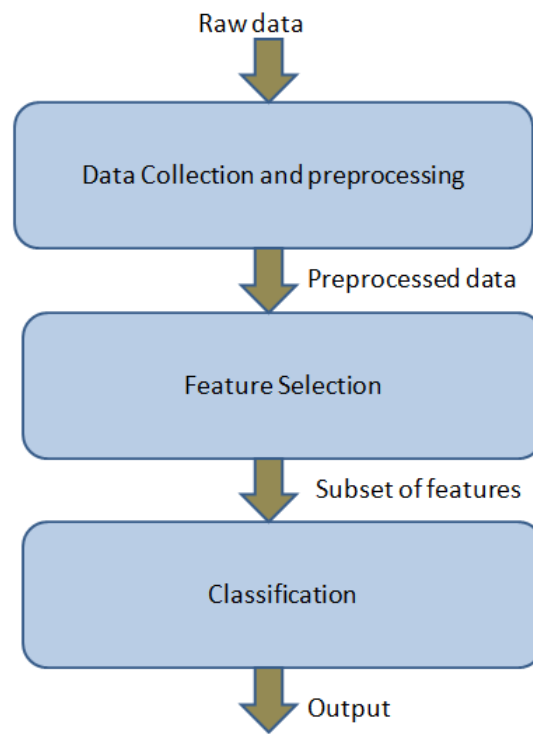 Raw data
Data Collection and preprocessing
Preprocessed data
Feature Selection
Subset of features
Classification
Output